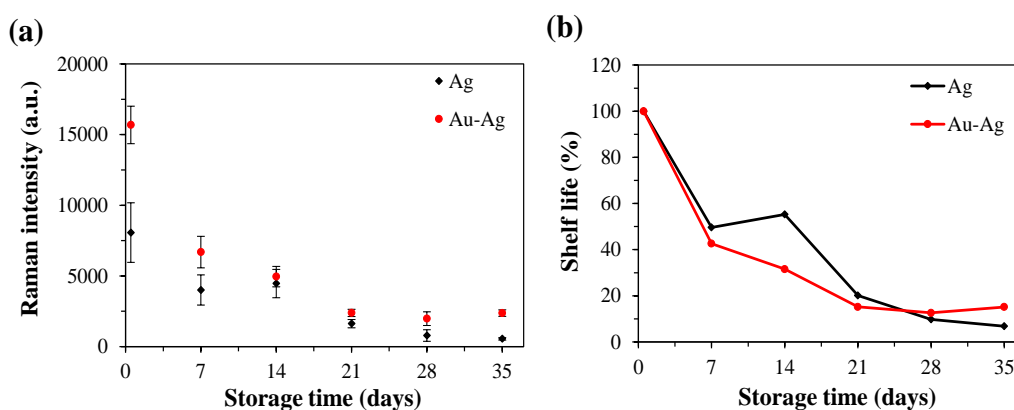 (a)
Raman intensity (a.u.)
20000
15000
10000
5000
0
Ag
Au-Ag
0 7 14 21 28 35
Storage time (days)
(b)
Shelf life (%)
120
100
80
60
40
20
0
Ag
Au-Ag
0 7 14 21 28 35
Storage time (days)